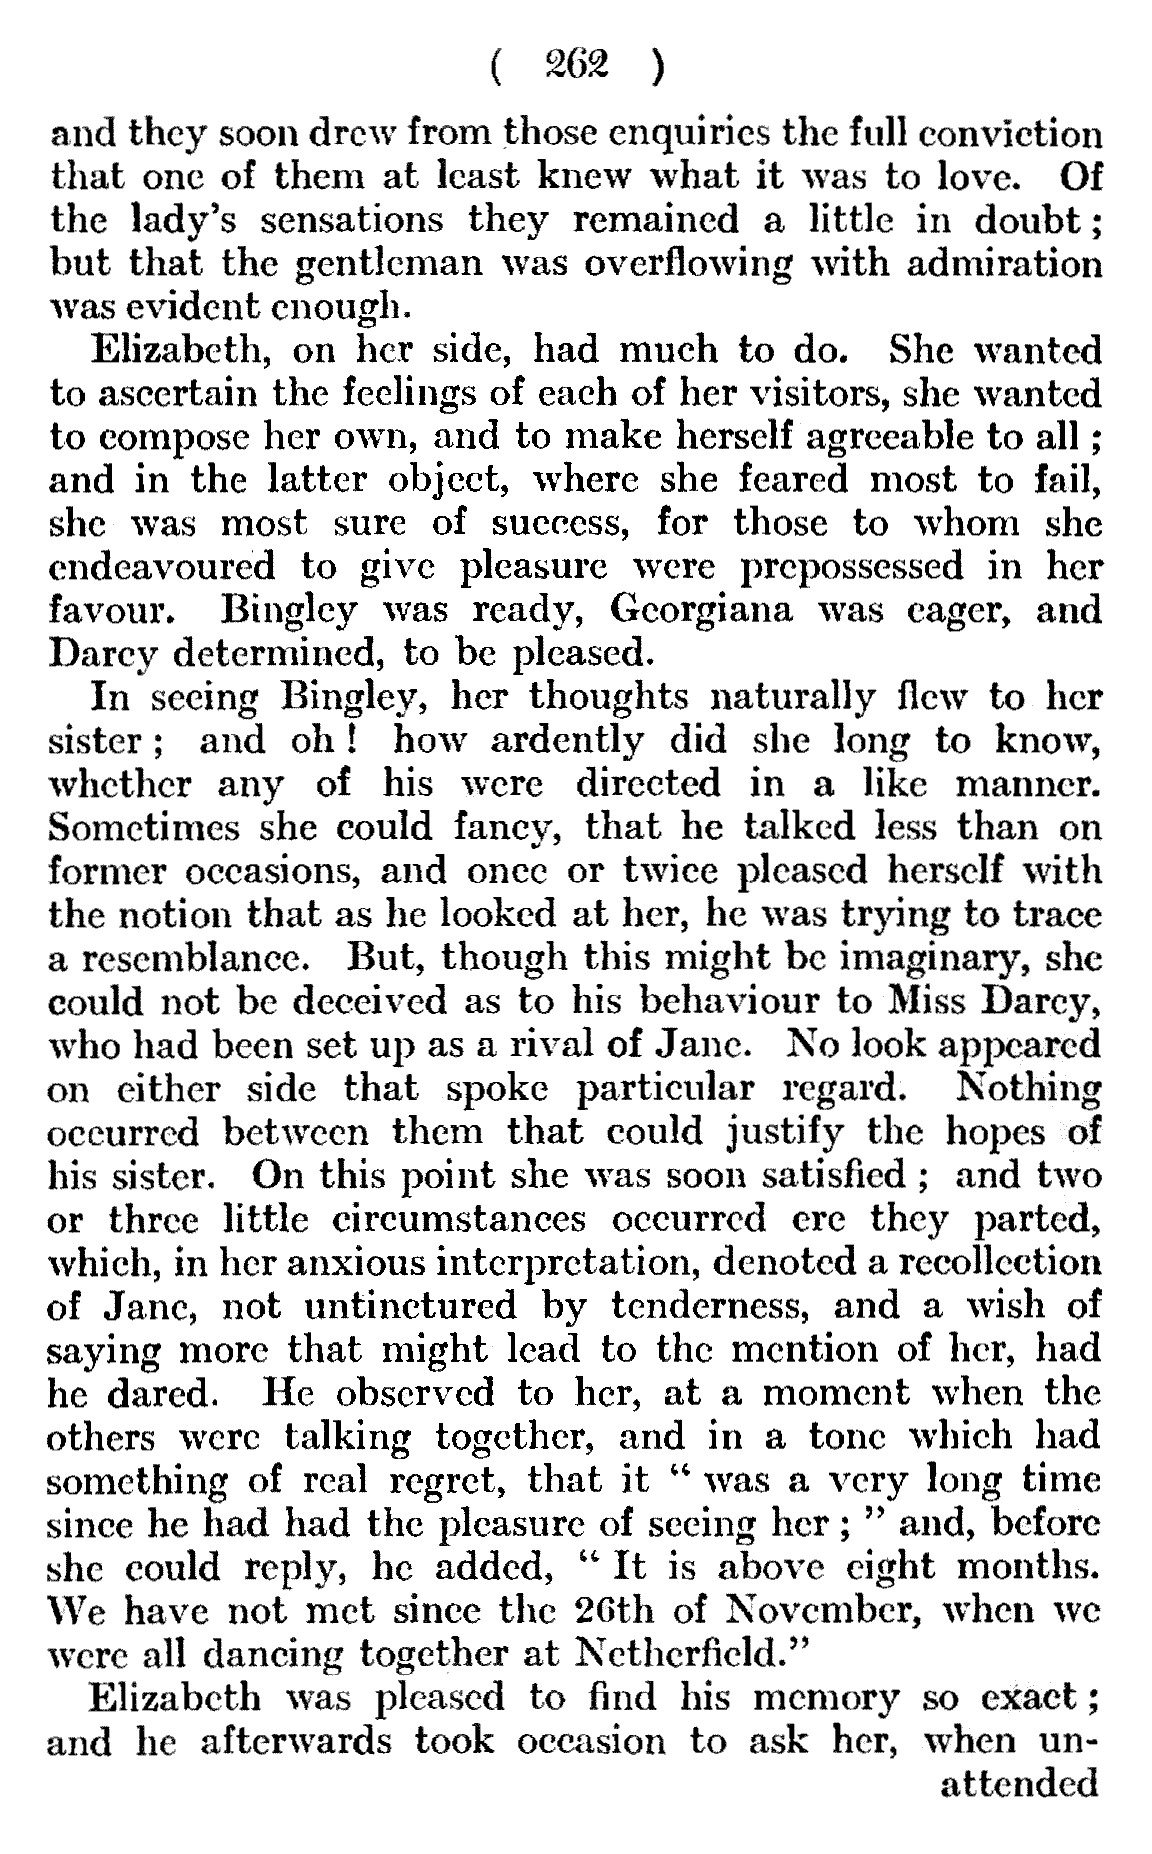 ( 262 )
and they soon drew from those enquiries the full conviction
that one of them at least knew what it was to love. Of
the lady's sensations they remained a little in doubt ;
but that the gentleman was overflowing with admiration
was evident enough.
Elizabeth, on her side, had much to do. She wanted
to ascertain the feelings of each of her visitors, she wanted
to compose her own, and to make herself agreeable to all ;
and in the latter object, where she feared most to fail,
she was most sure of success, for those to whom she
endeavoured to give pleasure were prepossessed in her
favour. Bingley was ready, Georgiana was eager, and
Darcy determined, to be pleased.
In seeing Bingley, her thoughts naturally flew to her
sister ; and oh ! how ardently did she long to know,
whether any of his were directed in a like manner.
Sometimes she could fancy, that he talked less than on
former occasions, and once or twice pleased herself with
the notion that as he looked at her, he was trying to trace
a resemblance. But, though this might be imaginary, she
could not be deceived as to his behaviour to Miss Darcy,
who had been set up as a rival of Jane. No look appeared
on either side that spoke particular regard. Nothing
occurred between them that could justify the hopes of
his sister. On this point she was soon satisfied ; and two
or three little circumstances occurred ere they parted,
which, in her anxious interpretation, denoted a recollection
of Jane, not untinctured by tenderness, and a wish of
saying more that might lead to the mention of her, had
he dared. He observed to her, at a moment when the
others were talking together, and in a tone which had
something of real regret, that it “ was a very long time
since he had had the pleasure of seeing her ; ” and, before
she could reply, he added, “ It is above eight months.
We have not met since the 26th of November, when we
were all dancing together at Netherfield.”
Elizabeth was pleased to find his memory so exact ;
and he afterwards took occasion to ask her, when un-
attended